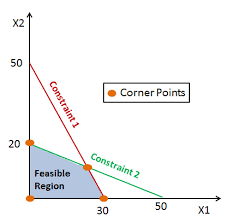 X2
50
Constraint 1
Corner Points
20
Constraint 2
Feasible
Region
30
50
X1